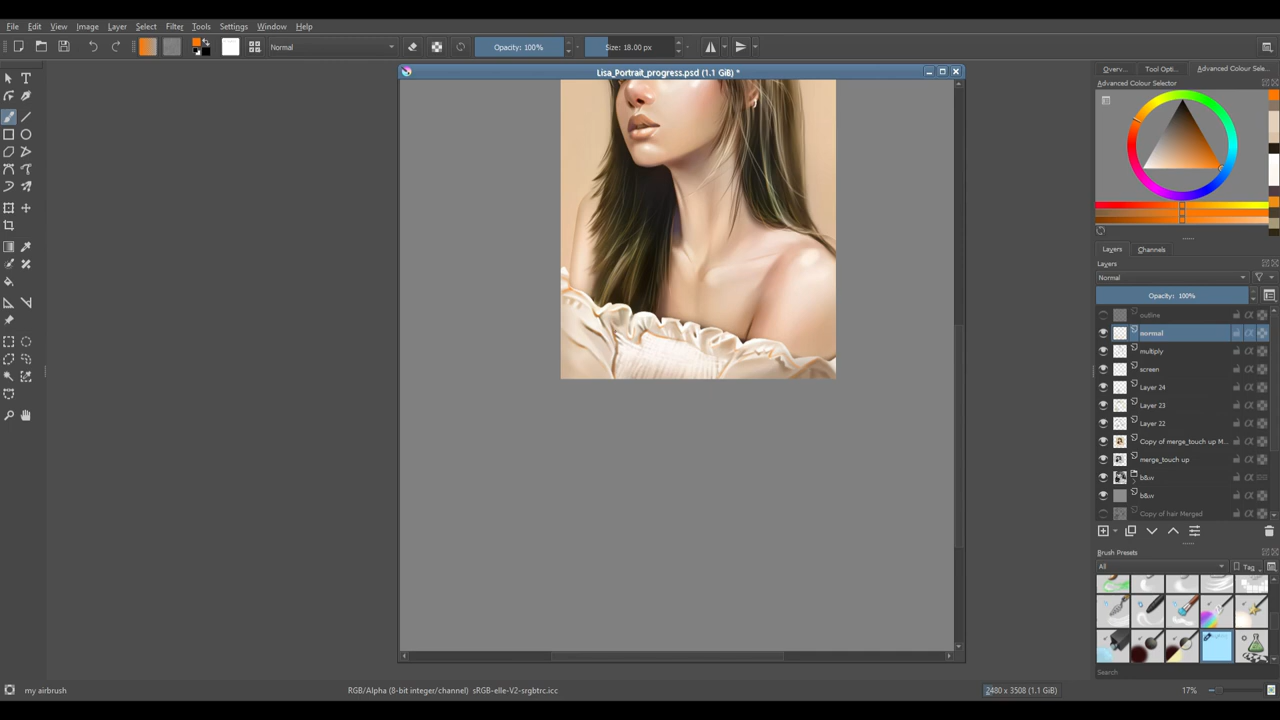 File Edit View Image Layer Select Filter Tools Settings Window Help
Normal Opacity: 100% Size: 18.00 px
Lisa_Portrait_progress.psd (1.1 GiB) *
Overv... Tool Opti... Advanced Colour Sele...
Advanced Colour Selector
Layers Channels
Layers
Normal
Opacity: 100%
outline
normal
multiply
screen
Layer 24
Layer 23
Layer 22
Copy of merge_touch up M...
merge_touch up
b&w
b&w
Copy of hair Merged
Brush Presets
All Tag
Search
my airbrush RGB/Alpha (8-bit integer/channel) sRGB-elle-V2-srgbtrc.icc 2480 x 3508 (1.1 GiB) 17%